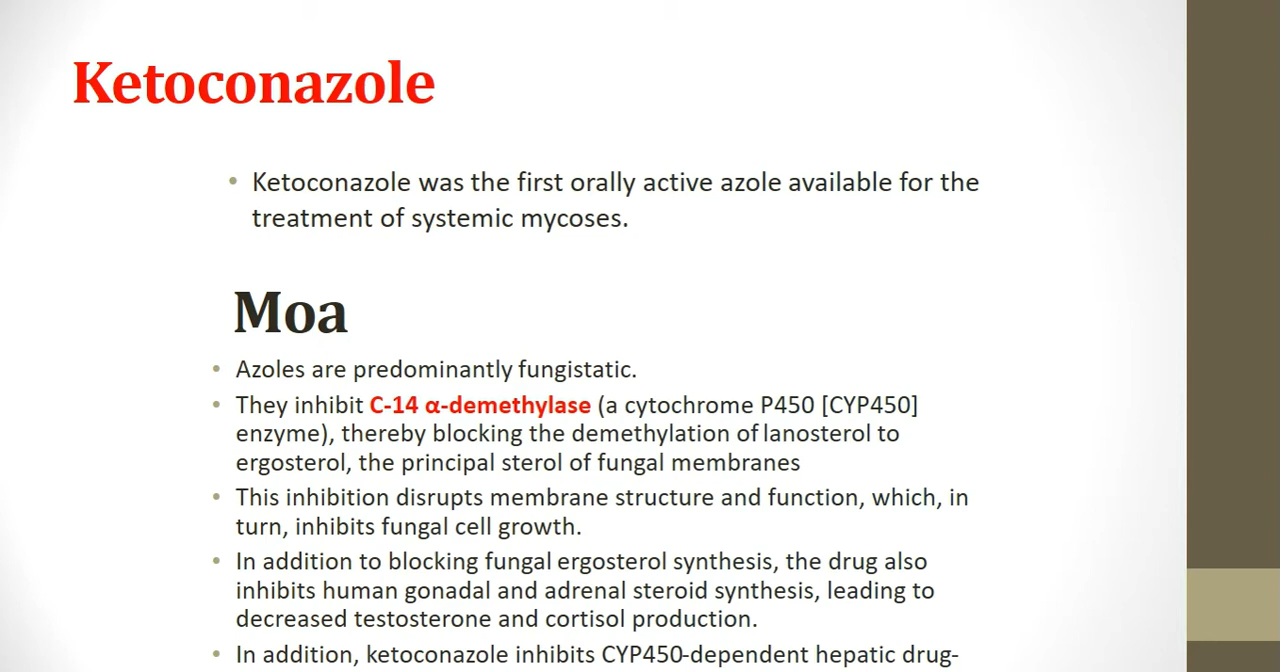 Ketoconazole
• Ketoconazole was the first orally active azole available for the
treatment of systemic mycoses.
Moa
• Azoles are predominantly fungistatic.
• They inhibit C-14 α-demethylase (a cytochrome P450 [CYP450]
enzyme), thereby blocking the demethylation of lanosterol to
ergosterol, the principal sterol of fungal membranes
• This inhibition disrupts membrane structure and function, which, in
turn, inhibits fungal cell growth.
• In addition to blocking fungal ergosterol synthesis, the drug also
inhibits human gonadal and adrenal steroid synthesis, leading to
decreased testosterone and cortisol production.
• In addition, ketoconazole inhibits CYP450-dependent hepatic drug-